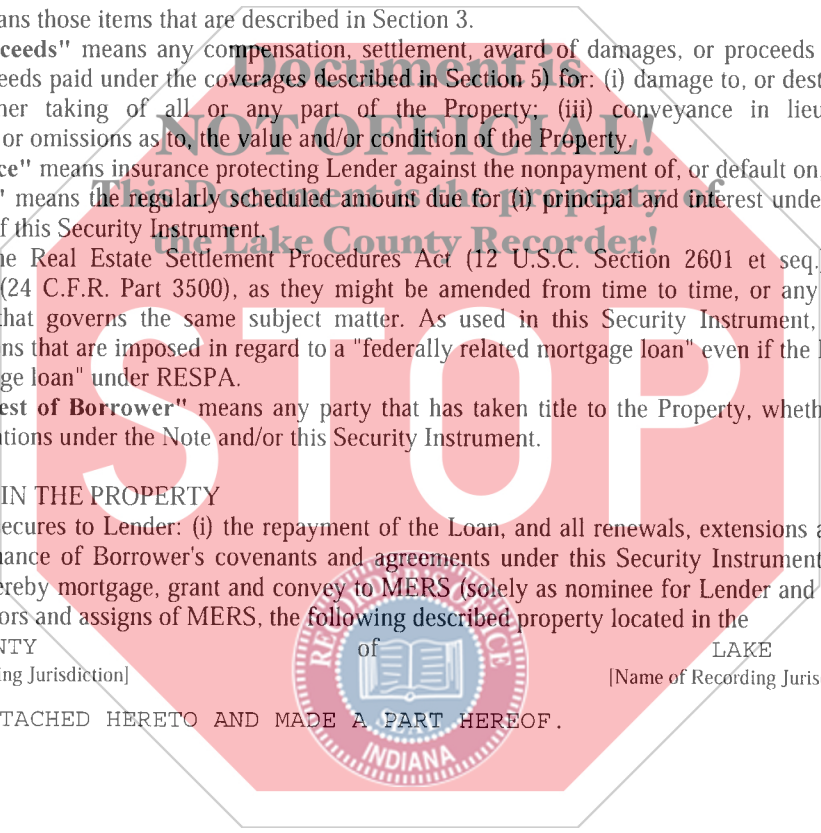 ans those items that are described in Section 3.
ceeds" means any compensation, settlement, award of damages, or proceeds
eeds paid under the coverages described in Section 5) for: (i) damage to, or dest
her taking of all or any part of the Property; (iii) conveyance in lieu
or omissions as to, the value and/or condition of the Property.
ce" means insurance protecting Lender against the nonpayment of, or default on,
" means the regularly scheduled amount due for (i) principal and interest unde
f this Security Instrument.
he Real Estate Settlement Procedures Act (12 U.S.C. Section 2601 et seq.)
(24 C.F.R. Part 3500), as they might be amended from time to time, or any
that governs the same subject matter. As used in this Security Instrument,
ns that are imposed in regard to a "federally related mortgage loan" even if the l
ge loan" under RESPA.
est of Borrower" means any party that has taken title to the Property, wheth
ations under the Note and/or this Security Instrument.
IN THE PROPERTY
ecures to Lender: (i) the repayment of the Loan, and all renewals, extensions a
nance of Borrower's covenants and agreements under this Security Instrument
ereby mortgage, grant and convey to MERS (solely as nominee for Lender and
ors and assigns of MERS, the following described property located in the
NTY of LAKE
ing Jurisdiction] [Name of Recording Juris
TACHED HERETO AND MADE A PART HEREOF.
Document is
NOT OFFICIAL!
This Document is the property of
the Lake County Recorder!
STOP
RECORDER'S OFFICE
SEAL
INDIANA